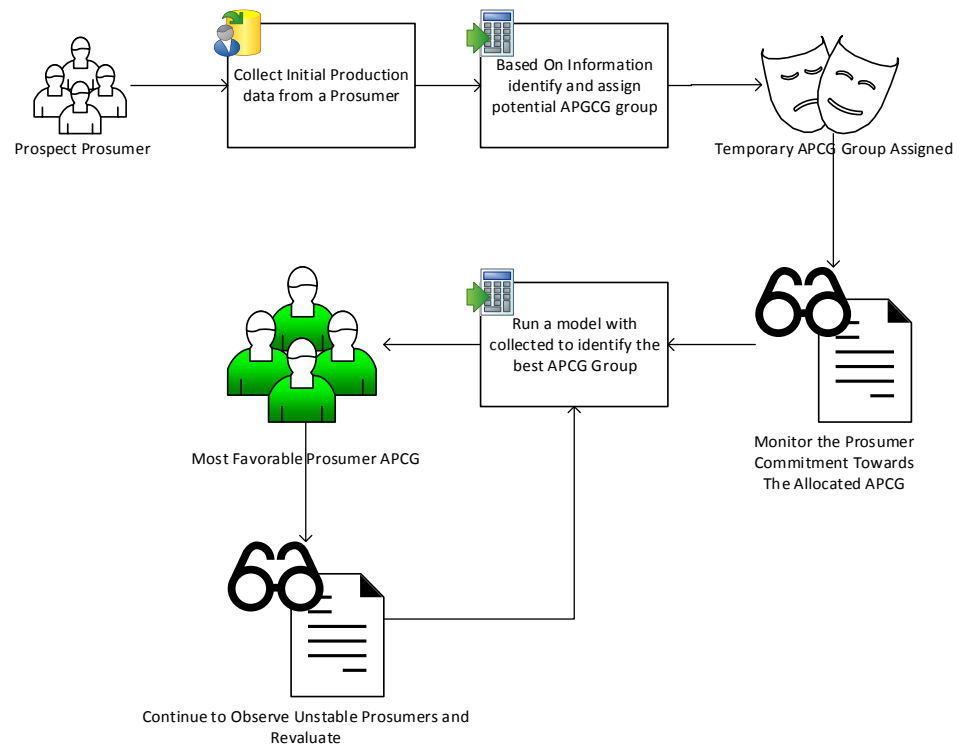 Prospect Prosumer
Collect Initial Production
data from a Prosumer
Based On Information
identify and assign
potential APGCG group
Temporary APCG Group Assigned
Monitor the Prosumer
Commitment Towards
The Allocated APCG
Run a model with
collected to identify the
best APCG Group
Most Favorable Prosumer APCG
Continue to Observe Unstable Prosumers and
Revaluate